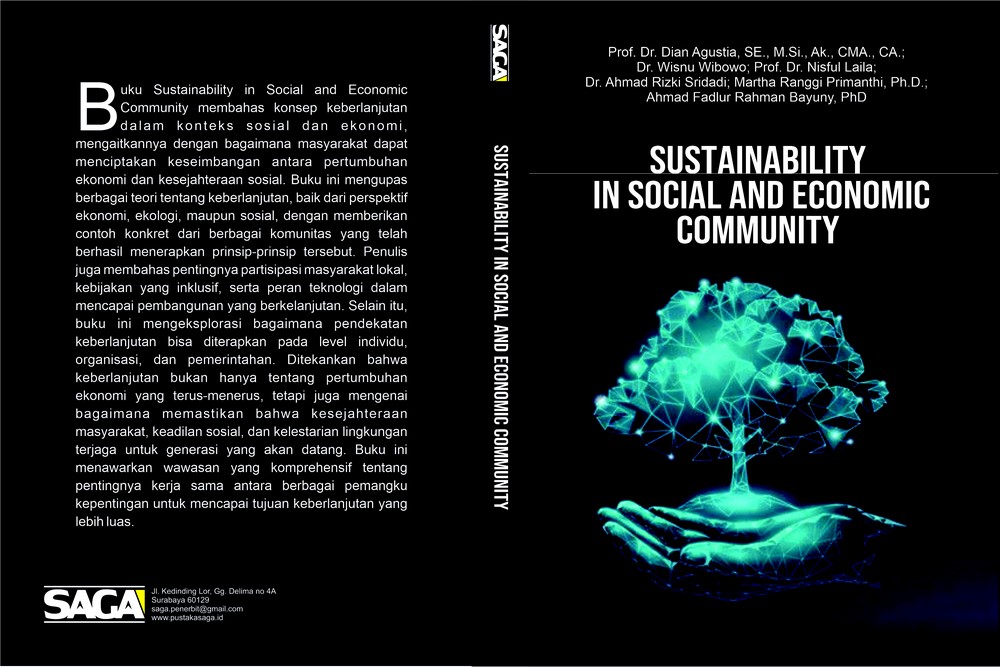 Buku Sustainability in Social and Economic
Community membahas konsep keberlanjutan
dalam konteks sosial dan ekonomi,
mengaitkannya dengan bagaimana masyarakat dapat
menciptakan keseimbangan antara pertumbuhan
ekonomi dan kesejahteraan sosial. Buku ini mengupas
berbagai teori tentang keberlanjutan, baik dari perspektif
ekonomi, ekologi, maupun sosial, dengan memberikan
contoh konkret dari berbagai komunitas yang telah
berhasil menerapkan prinsip-prinsip tersebut. Penulis
juga membahas pentingnya partisipasi masyarakat lokal,
kebijakan yang inklusif, serta peran teknologi dalam
mencapai pembangunan yang berkelanjutan. Selain itu,
buku ini mengeksplorasi bagaimana pendekatan
keberlanjutan bisa diterapkan pada level individu,
organisasi, dan pemerintahan. Ditekankan bahwa
keberlanjutan bukan hanya tentang pertumbuhan
ekonomi yang terus-menerus, tetapi juga mengenai
bagaimana memastikan bahwa kesejahteraan
masyarakat, keadilan sosial, dan kelestarian lingkungan
terjaga untuk generasi yang akan datang. Buku ini
menawarkan wawasan yang komprehensif tentang
pentingnya kerja sama antara berbagai pemangku
kepentingan untuk mencapai tujuan keberlanjutan yang
lebih luas.
SAGA
Jl. Kedinding Lor, Gg. Delima no 4A
Surabaya 60129
saga.penerbit@gmail.com
www.pustakasaga.id
SAGA
SUSTAINABILITY IN SOCIAL AND ECONOMIC COMMUNITY
Prof. Dr. Dian Agustia, SE., M.Si., Ak., CMA., CA.;
Dr. Wisnu Wibowo; Prof. Dr. Nisful Laila;
Dr. Ahmad Rizki Sridadi; Martha Ranggi Primanthi, Ph.D.;
Ahmad Fadlur Rahman Bayuny, PhD
SUSTAINABILITY
IN SOCIAL AND ECONOMIC
COMMUNITY